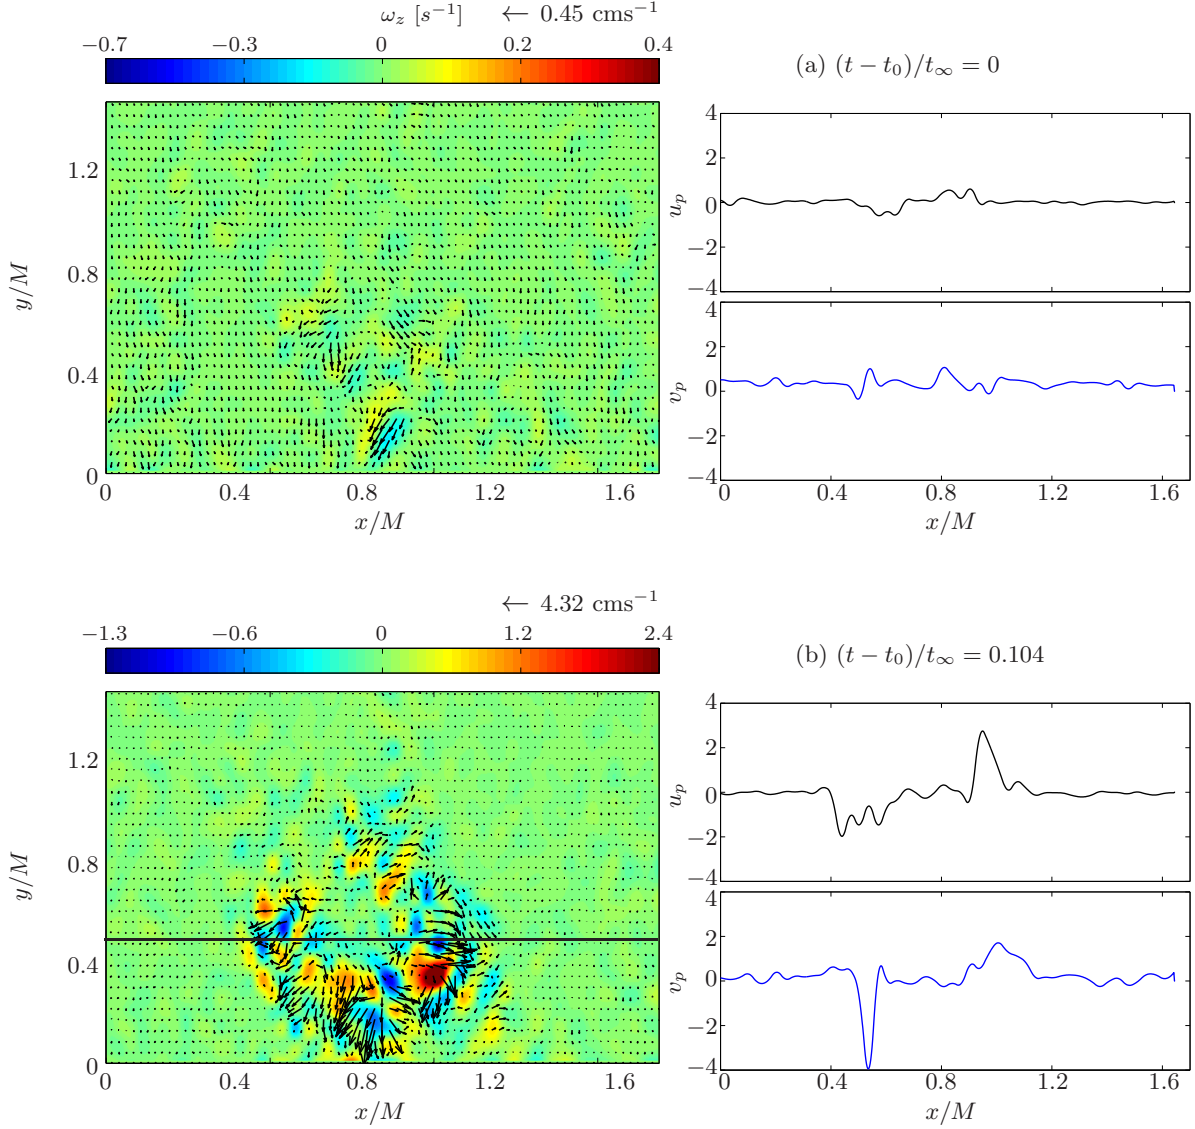 ω_z [s⁻¹] ← 0.45 cms⁻¹
−0.7 −0.3 0 0.2 0.4
(a) (t − t₀)/t_∞ = 0
y/M
1.2
0.8
0.4
0
0 0.4 0.8 1.2 1.6
x/M
u_p
4
2
0
−2
−4
v_p
4
2
0
−2
−4
0 0.4 0.8 1.2 1.6
x/M
← 4.32 cms⁻¹
−1.3 −0.6 0 1.2 2.4
(b) (t − t₀)/t_∞ = 0.104
y/M
1.2
0.8
0.4
0
0 0.4 0.8 1.2 1.6
x/M
u_p
4
2
0
−2
−4
v_p
4
2
0
−2
−4
0 0.4 0.8 1.2 1.6
x/M